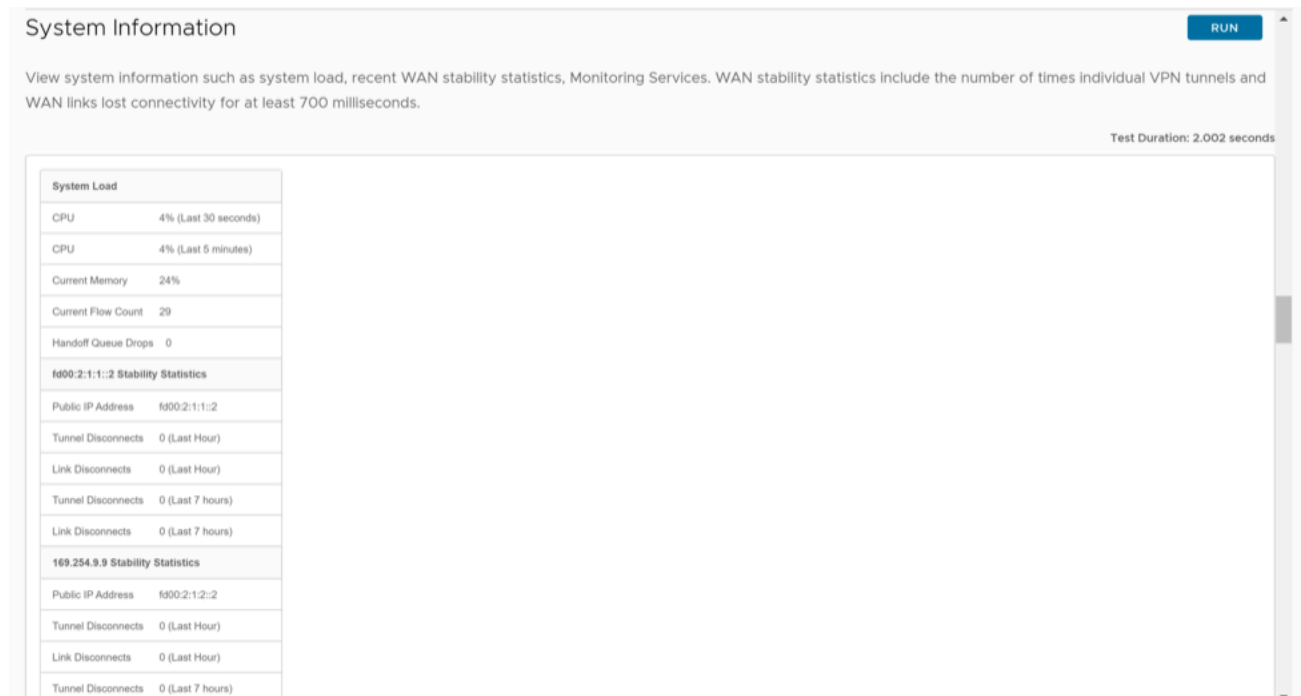 System Information
RUN
View system information such as system load, recent WAN stability statistics, Monitoring Services. WAN stability statistics include the number of times individual VPN tunnels and
WAN links lost connectivity for at least 700 milliseconds.
Test Duration: 2.002 seconds
System Load
CPU 4% (Last 30 seconds)
CPU 4% (Last 5 minutes)
Current Memory 24%
Current Flow Count 29
Handoff Queue Drops 0
fd00:2:1:1::2 Stability Statistics
Public IP Address fd00:2:1:1::2
Tunnel Disconnects 0 (Last Hour)
Link Disconnects 0 (Last Hour)
Tunnel Disconnects 0 (Last 7 hours)
Link Disconnects 0 (Last 7 hours)
169.254.9.9 Stability Statistics
Public IP Address fd00:2:1:2::2
Tunnel Disconnects 0 (Last Hour)
Link Disconnects 0 (Last Hour)
Tunnel Disconnects 0 (Last 7 hours)